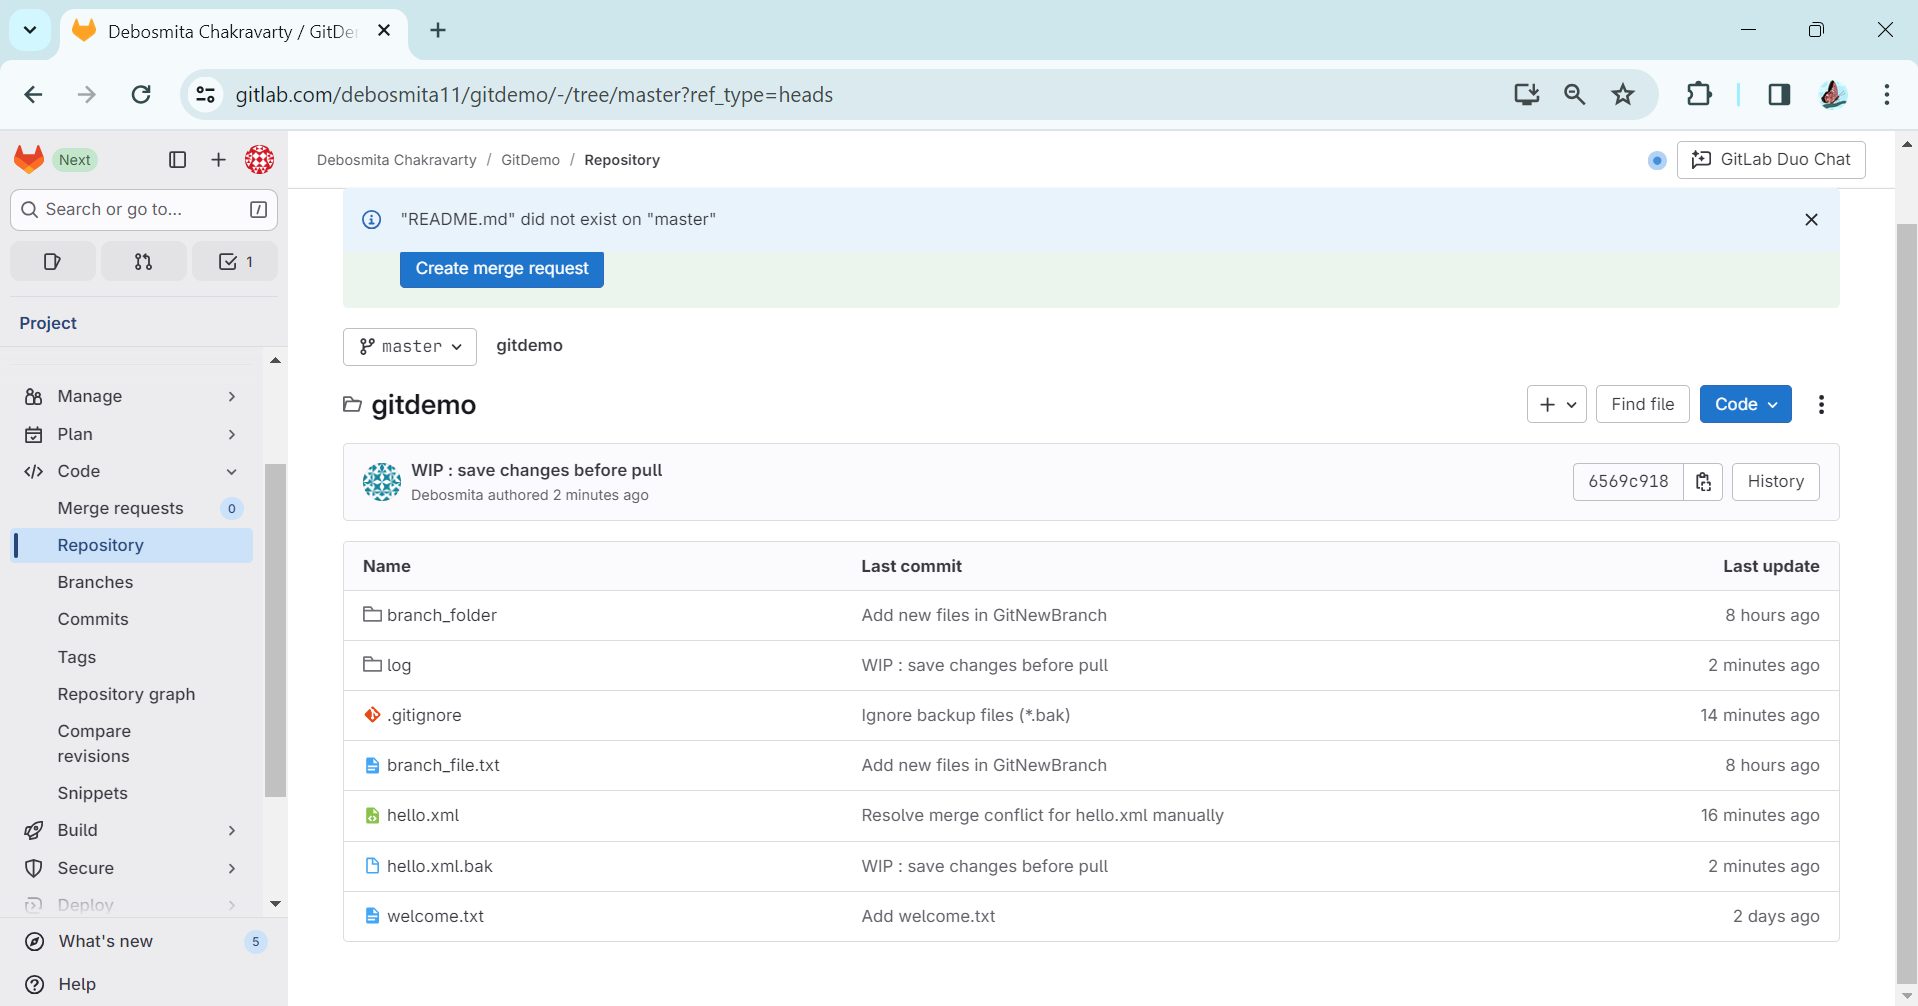 Debosmita Chakravarty / GitDe
gitlab.com/debosmita11/gitdemo/-/tree/master?ref_type=heads
Next
Search or go to...
/
1
Project
Manage
Plan
Code
Merge requests 0
Repository
Branches
Commits
Tags
Repository graph
Compare
revisions
Snippets
Build
Secure
Deploy
What's new 5
Help
Debosmita Chakravarty / GitDemo / Repository
GitLab Duo Chat
"README.md" did not exist on "master"
Create merge request
master
gitdemo
gitdemo
Find file
Code
WIP : save changes before pull
Debosmita authored 2 minutes ago
6569c918
History
Name Last commit Last update
branch_folder Add new files in GitNewBranch 8 hours ago
log WIP : save changes before pull 2 minutes ago
.gitignore Ignore backup files (*.bak) 14 minutes ago
branch_file.txt Add new files in GitNewBranch 8 hours ago
hello.xml Resolve merge conflict for hello.xml manually 16 minutes ago
hello.xml.bak WIP : save changes before pull 2 minutes ago
welcome.txt Add welcome.txt 2 days ago